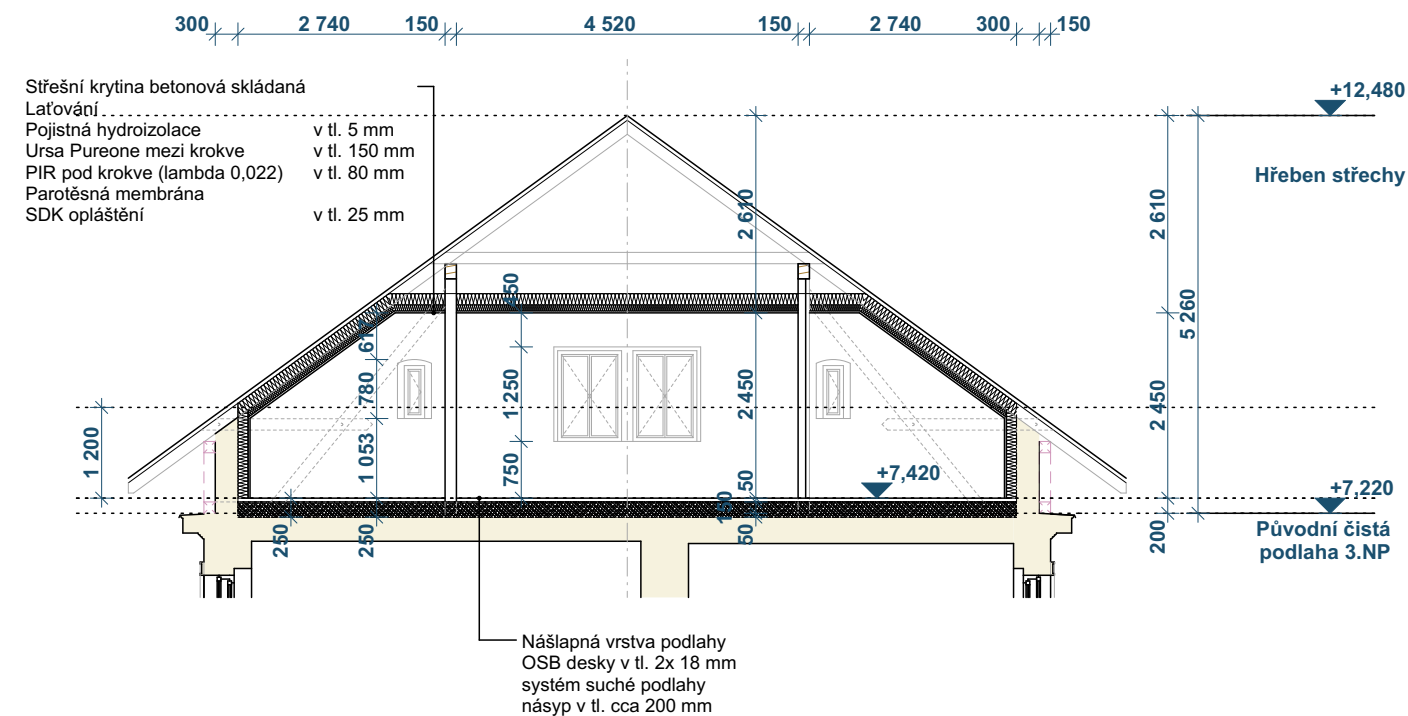 300 2 740 150 4 520 150 2 740 300 150
Střešní krytina betonová skládaná
Laťování
Pojistná hydroizolace v tl. 5 mm
Ursa Pureone mezi krokve v tl. 150 mm
PIR pod krokve (lambda 0,022) v tl. 80 mm
Parotěsná membrána
SDK opláštění v tl. 25 mm
+12,480
Hřeben střechy
2 610
2 610
5 260
450
780
1 250
2 450
2 450
1 200
1 053
750
50
+7,420
+7,220
Původní čistá
podlaha 3.NP
250
250
50
200
Nášlapná vrstva podlahy
OSB desky v tl. 2x 18 mm
systém suché podlahy
násyp v tl. cca 200 mm